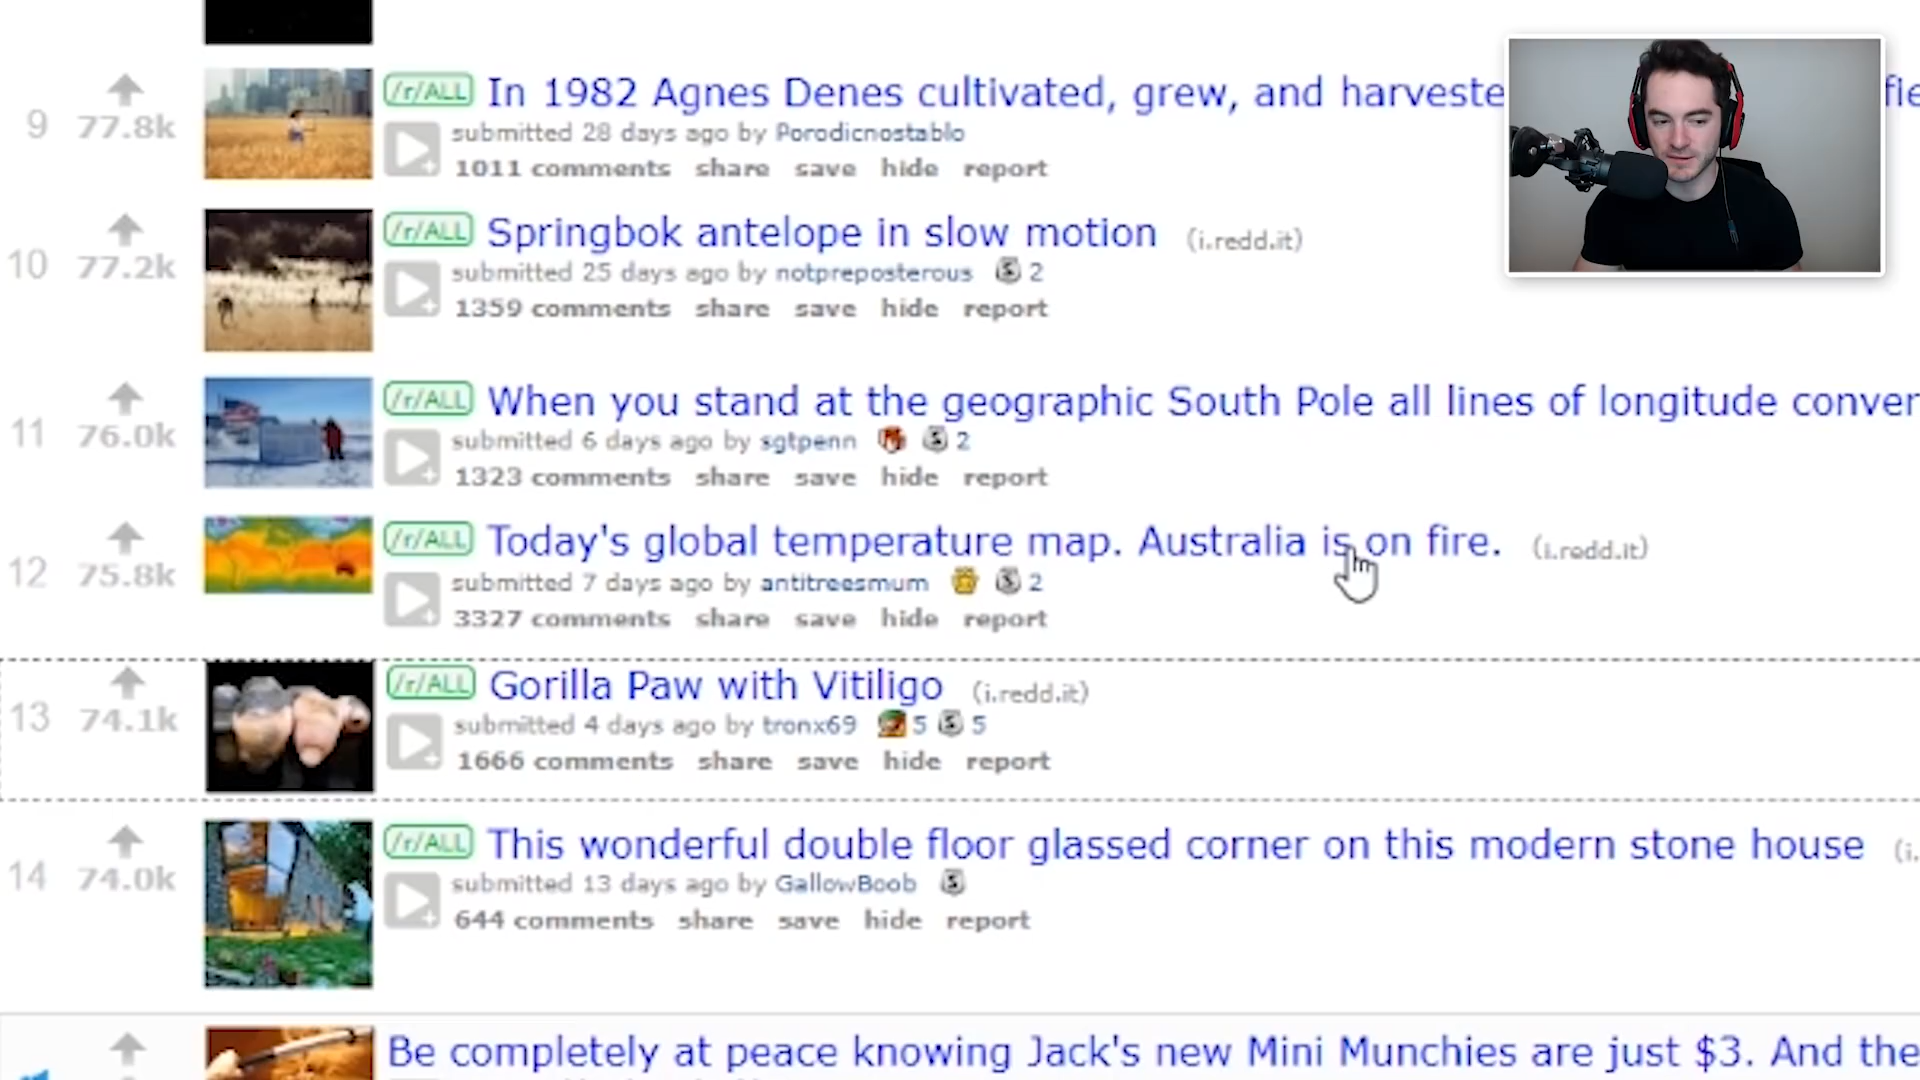 9
77.8k
/r/ALL In 1982 Agnes Denes cultivated, grew, and harveste
submitted 28 days ago by Porodicnostablo
1011 comments share save hide report
10
77.2k
/r/ALL Springbok antelope in slow motion (i.redd.it)
submitted 25 days ago by notpreposterous 2
1359 comments share save hide report
11
76.0k
/r/ALL When you stand at the geographic South Pole all lines of longitude conver
submitted 6 days ago by sgtpenn 2
1323 comments share save hide report
12
75.8k
/r/ALL Today's global temperature map. Australia is on fire. (i.redd.it)
submitted 7 days ago by antitreesmum 2
3327 comments share save hide report
13
74.1k
/r/ALL Gorilla Paw with Vitiligo (i.redd.it)
submitted 4 days ago by tronx69 5 5
1666 comments share save hide report
14
74.0k
/r/ALL This wonderful double floor glassed corner on this modern stone house (i.
submitted 13 days ago by GallowBoob
644 comments share save hide report
Be completely at peace knowing Jack's new Mini Munchies are just $3. And the